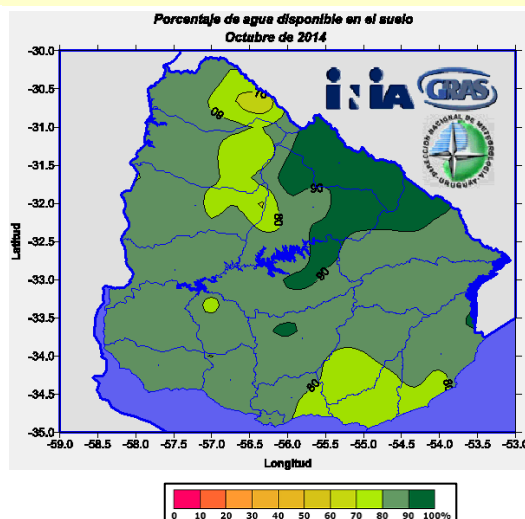 Porcentaje de agua disponible en el suelo
Octubre de 2014
-30.0
-30.5
-31.0
-31.5
-32.0
-32.5
-33.0
-33.5
-34.0
-34.5
-35.0
Latitud
INIA
GRAS
DIRECCIÓN NACIONAL DE METEOROLOGÍA
URUGUAY
70
80
90
80
90
80
80
-59.0 -58.5 -58.0 -57.5 -57.0 -56.5 -56.0 -55.5 -55.0 -54.5 -54.0 -53.5 -53.0
Longitud
0 10 20 30 40 50 60 70 80 90 100%